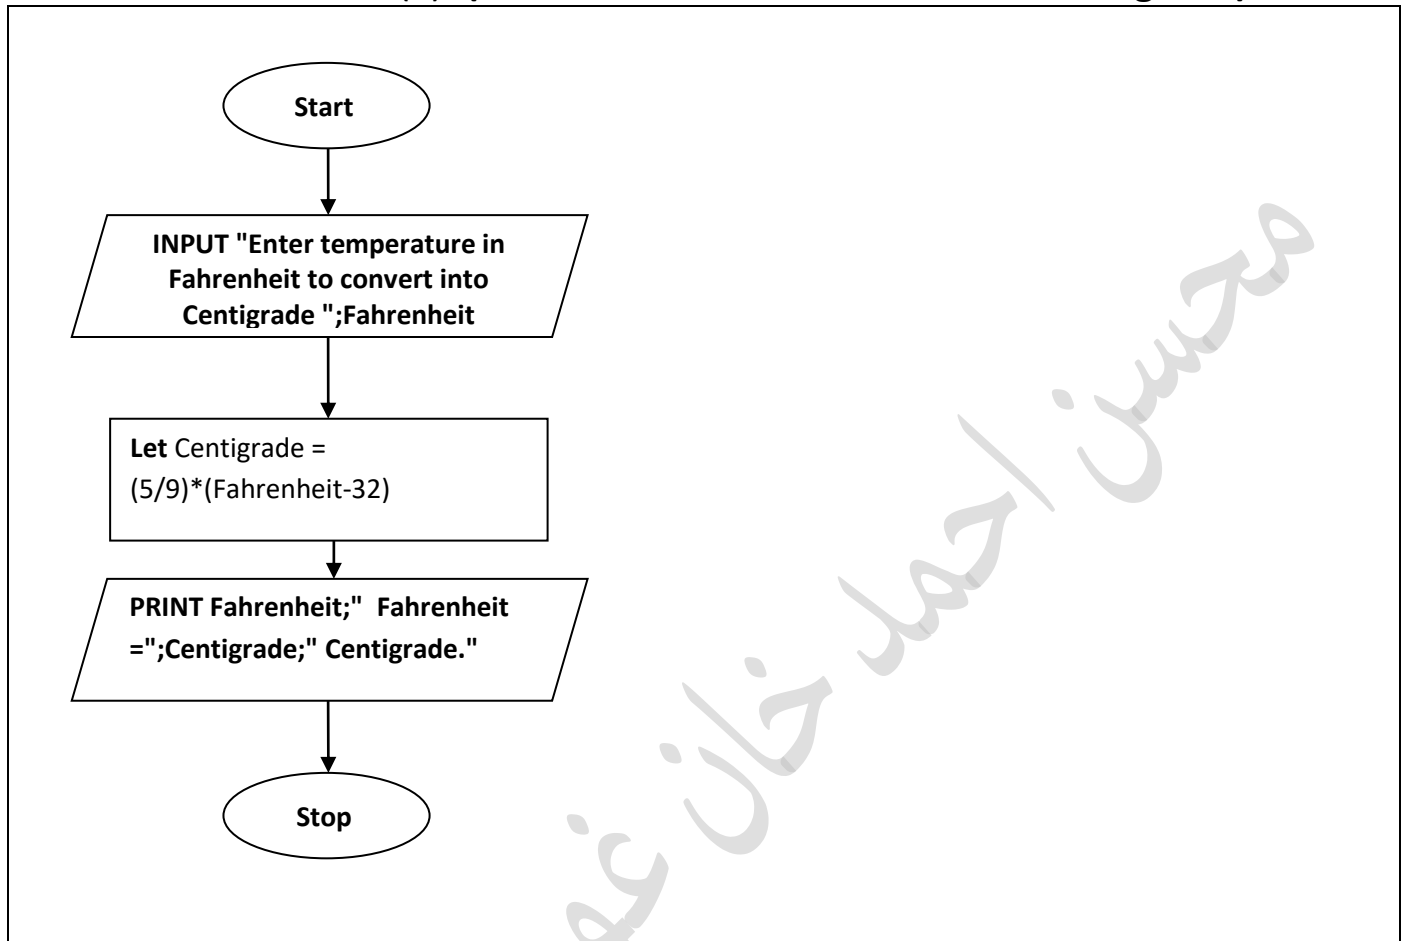 Start
INPUT "Enter temperature in
Fahrenheit to convert into
Centigrade ";Fahrenheit
Let Centigrade =
(5/9)*(Fahrenheit-32)
PRINT Fahrenheit;"  Fahrenheit
=";Centigrade;" Centigrade."
Stop
محسن احمد خان